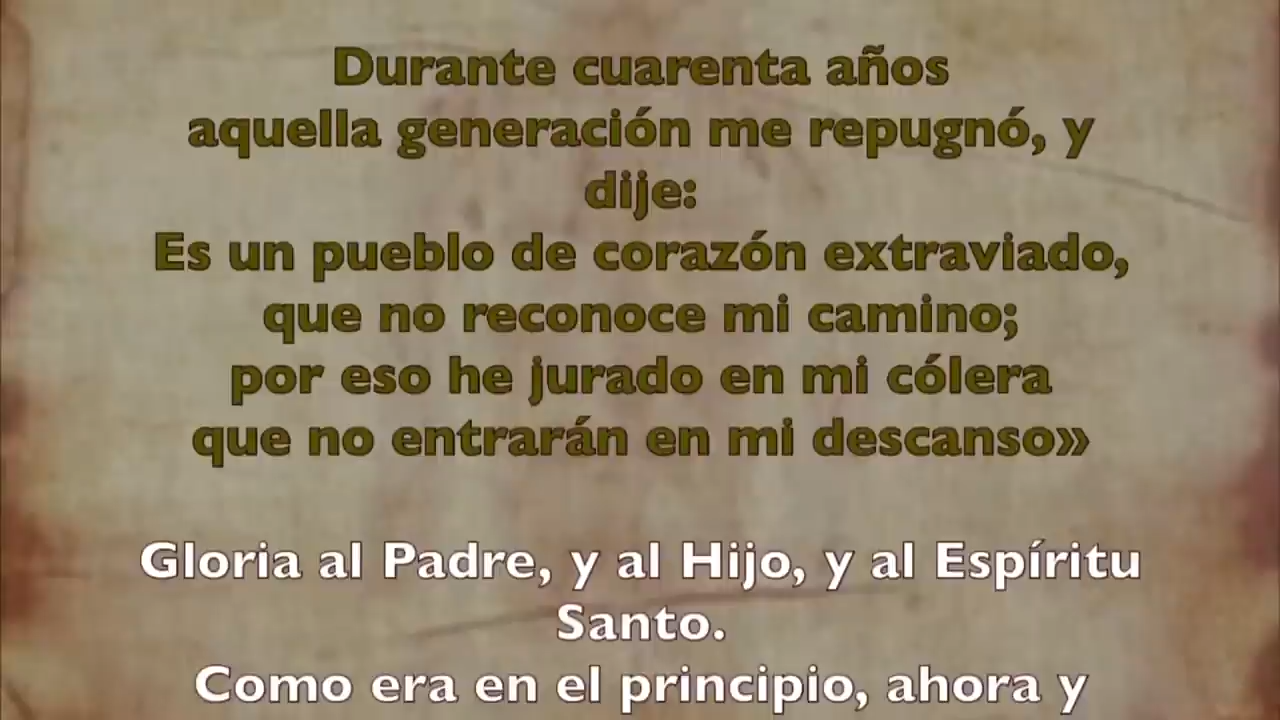 Durante cuarenta años
aquella generación me repugnó, y
dije:
Es un pueblo de corazón extraviado,
que no reconoce mi camino;
por eso he jurado en mi cólera
que no entrarán en mi descanso»
Gloria al Padre, y al Hijo, y al Espíritu
Santo.
Como era en el principio, ahora y